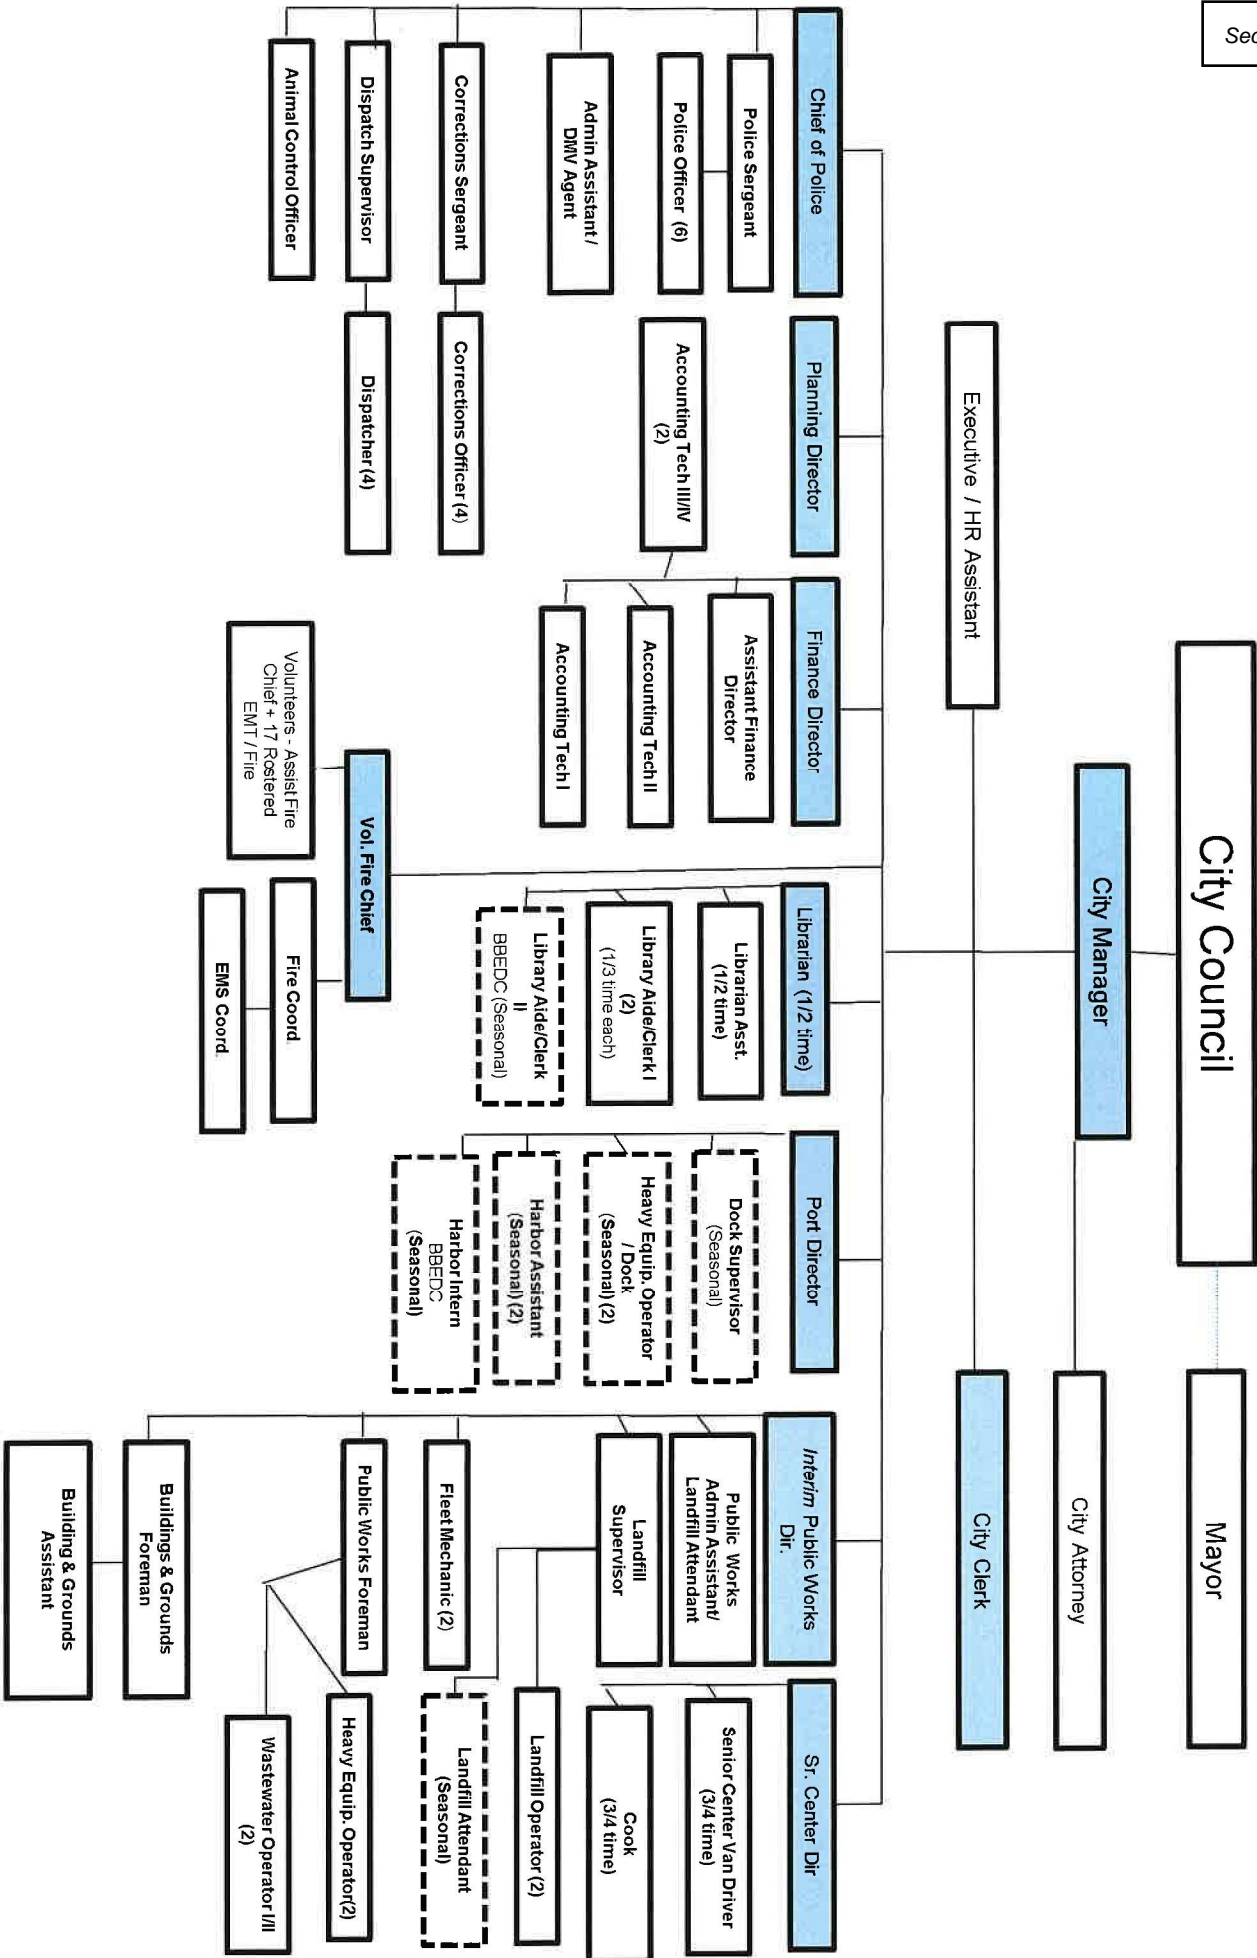 Sec
City Council
Mayor
City Manager
City Attorney
Executive / HR Assistant
City Clerk
Chief of Police
Police Sergeant
Police Officer (6)
Admin Assistant /
DMV Agent
Corrections Sergeant
Corrections Officer (4)
Dispatch Supervisor
Dispatcher (4)
Animal Control Officer
Planning Director
Finance Director
Accounting Tech III/IV
(2)
Assistant Finance
Director
Accounting Tech II
Accounting Tech I
Vol. Fire Chief
Volunteers - Assist Fire
Chief + 17 Rostered
EMT / Fire
Fire Coord.
EMS Coord.
Librarian (1/2 time)
Librarian Asst.
(1/2 time)
Library Aide/Clerk I
(2)
(1/3 time each)
Library Aide/Clerk
II
BBEDC (Seasonal)
Port Director
Dock Supervisor
(Seasonal)
Heavy Equip. Operator
/ Dock
(Seasonal) (2)
Harbor Assistant
(Seasonal) (2)
Harbor Intern
BBEDC
(Seasonal)
Interim Public Works
Dir.
Public Works
Admin Assistant/
Landfill Attendant
Landfill
Supervisor
Landfill Operator (2)
Landfill Attendant
(Seasonal)
Fleet Mechanic (2)
Public Works Foreman
Heavy Equip. Operator(2)
Wastewater Operator I/II
(2)
Buildings & Grounds
Foreman
Building & Grounds
Assistant
Sr. Center Dir
Senior Center Van Driver
(3/4 time)
Cook
(3/4 time)